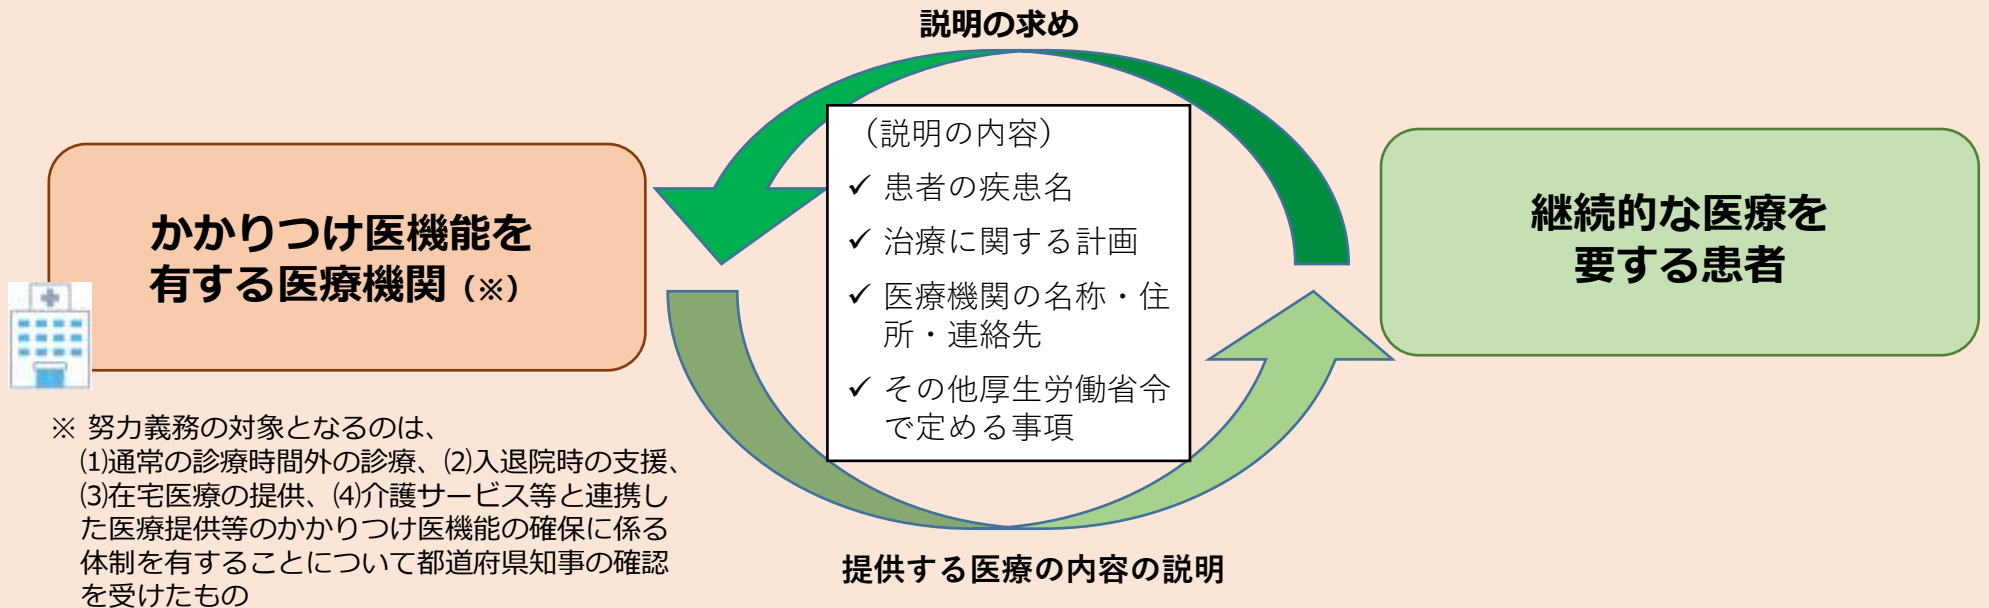 説明の求め
かかりつけ医機能を
有する医療機関(※)
(説明の内容)
✓ 患者の疾患名
✓ 治療に関する計画
✓ 医療機関の名称・住
所・連絡先
✓ その他厚生労働省令
で定める事項
継続的な医療を
要する患者
※ 努力義務の対象となるのは、
⑴通常の診療時間外の診療、⑵入退院時の支援、
⑶在宅医療の提供、⑷介護サービス等と連携し
た医療提供等のかかりつけ医機能の確保に係る
体制を有することについて都道府県知事の確認
を受けたもの
提供する医療の内容の説明